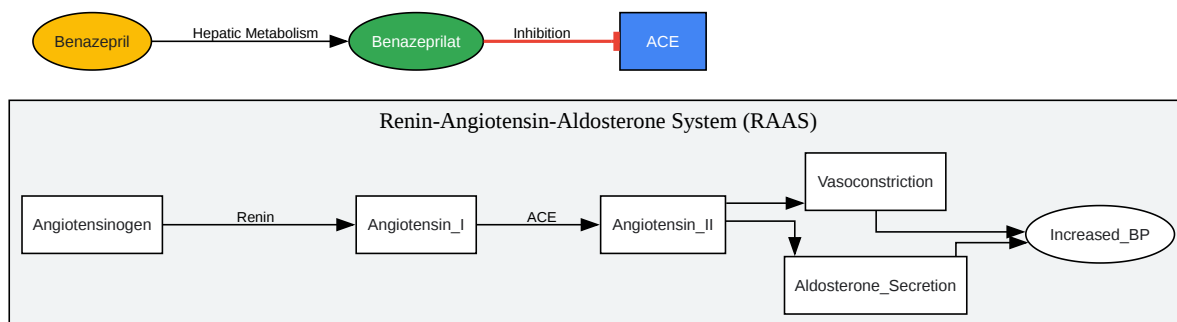 Benazepril
Hepatic Metabolism
Benazeprilat
Inhibition
ACE
Renin-Angiotensin-Aldosterone System (RAAS)
Angiotensinogen
Renin
Angiotensin_I
ACE
Angiotensin_II
Vasoconstriction
Aldosterone_Secretion
Increased_BP